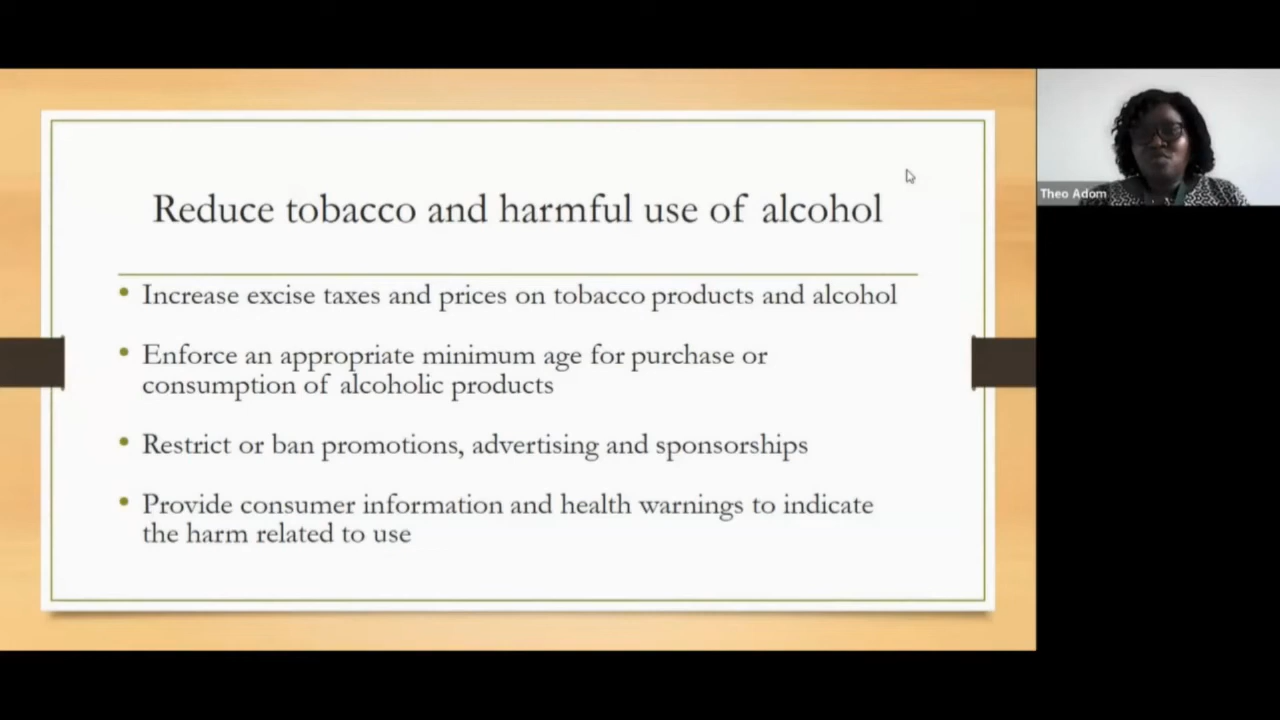 Reduce tobacco and harmful use of alcohol
• Increase excise taxes and prices on tobacco products and alcohol
• Enforce an appropriate minimum age for purchase or
consumption of alcoholic products
• Restrict or ban promotions, advertising and sponsorships
• Provide consumer information and health warnings to indicate
the harm related to use
Theo Adom